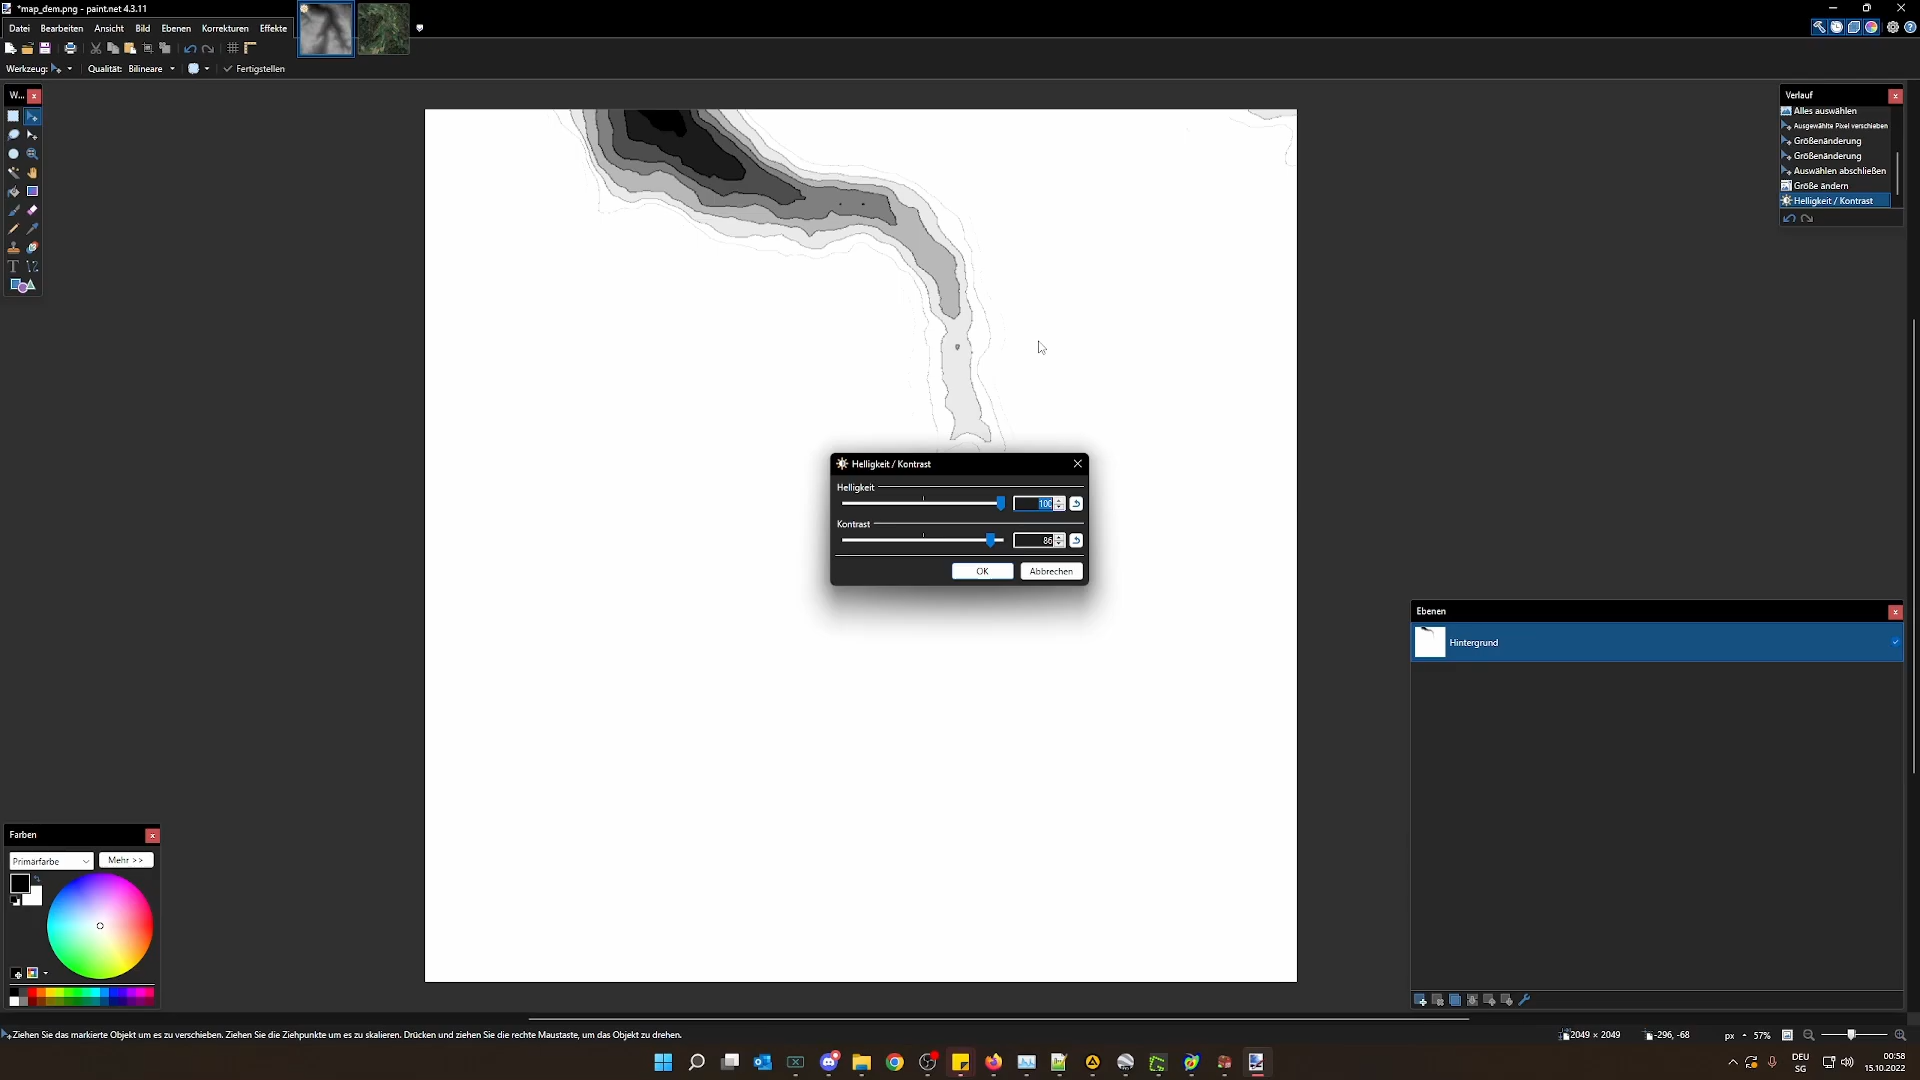 *map_dem.png - paint.net 4.3.11
Datei Bearbeiten Ansicht Bild Ebenen Korrekturen Effekte
Werkzeug: Qualität: Bilineare Fertigstellen
W...
Verlauf
Alles auswählen
Ausgewählte Pixel verschieben
Größenänderung
Größenänderung
Auswählen abschließen
Größe ändern
Helligkeit / Kontrast
Helligkeit / Kontrast
Helligkeit
100
Kontrast
86
OK Abbrechen
Ebenen
Hintergrund
Farben
Primärfarbe Mehr >>
Ziehen Sie das markierte Objekt um es zu verschieben. Ziehen Sie die Ziehpunkte um es zu skalieren. Drücken und ziehen Sie die rechte Maustaste, um das Objekt zu drehen.
2049 × 2049 -296, -68 px 57%
DEU
SG
00:58
15.10.2022